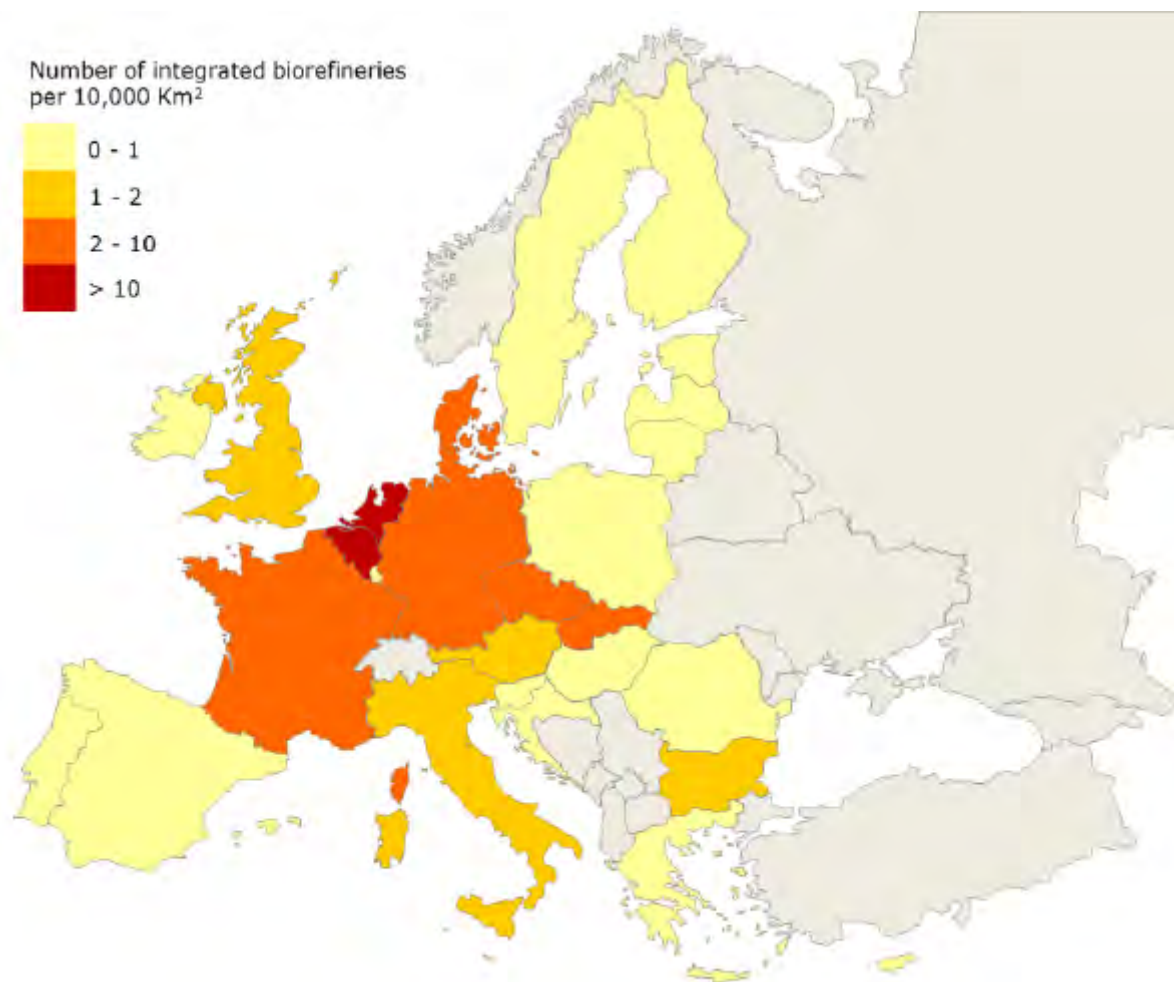 Number of integrated biorefineries
per 10,000 Km²
0 - 1
1 - 2
2 - 10
> 10